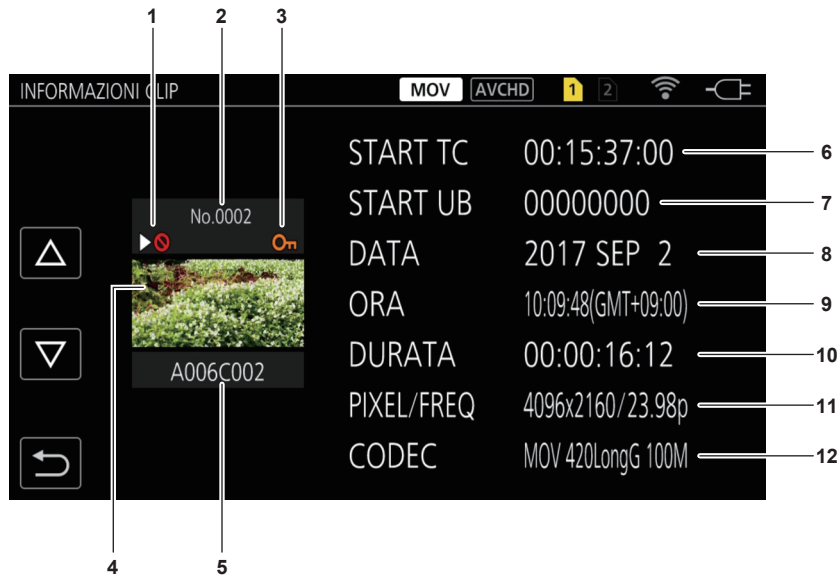 1 2 3
INFORMAZIONI CLIP MOV AVCHD 1 2
START TC 00:15:37:00 6
No.0002
START UB 00000000 7
DATA 2017 SEP 2 8
ORA 10:09:48(GMT+09:00) 9
DURATA 00:00:16:12 10
A006C002
PIXEL/FREQ 4096x2160/23.98p 11
CODEC MOV 420LongG 100M 12
4 5